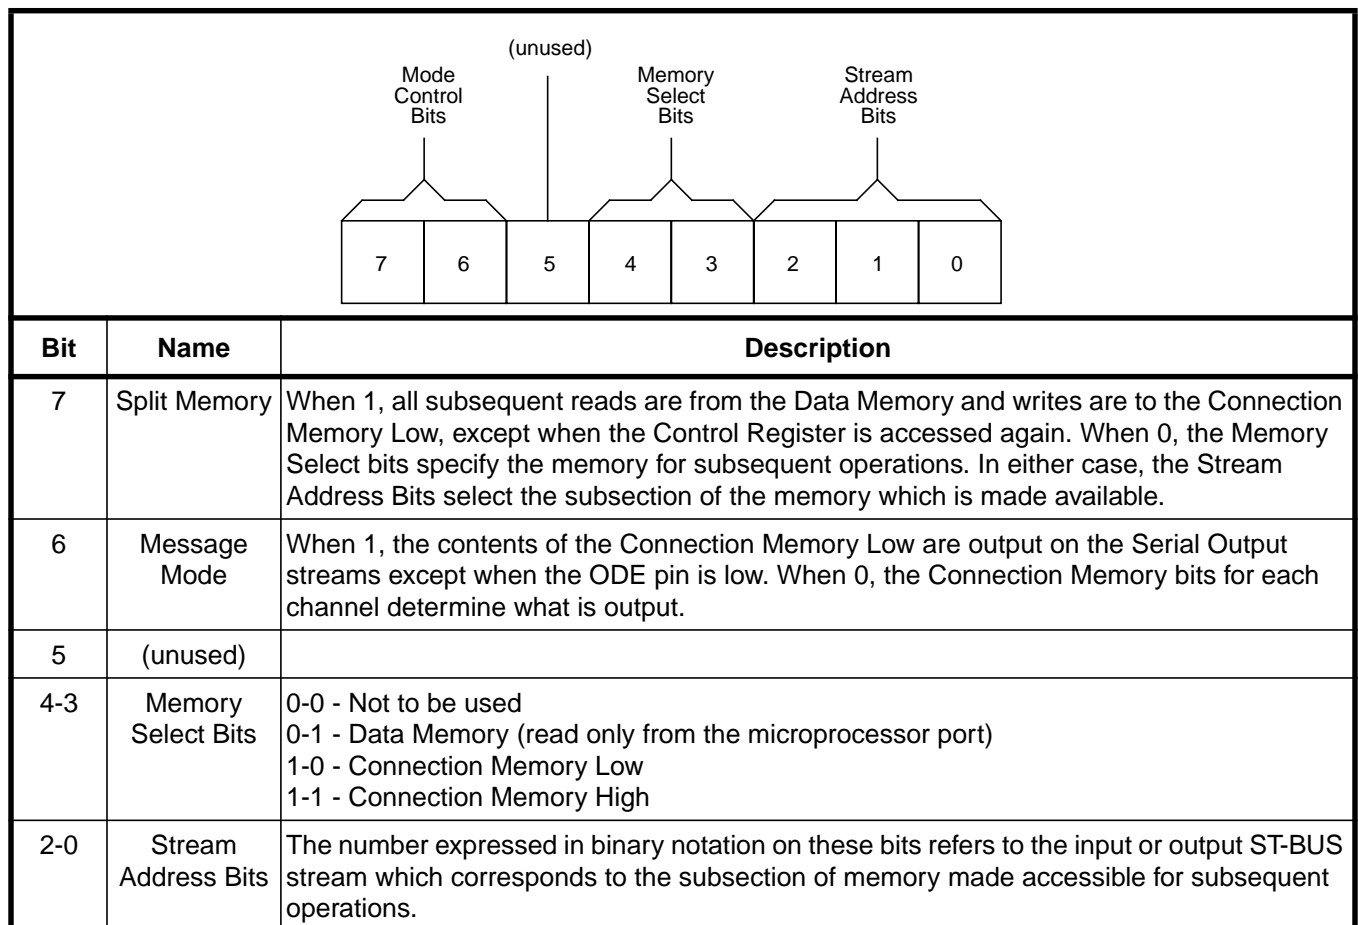 (unused)
Mode
Control
Bits
Memory
Select
Bits
Stream
Address
Bits
7 6 5 4 3 2 1 0
Bit Name Description
7 Split Memory When 1, all subsequent reads are from the Data Memory and writes are to the Connection
Memory Low, except when the Control Register is accessed again. When 0, the Memory
Select bits specify the memory for subsequent operations. In either case, the Stream
Address Bits select the subsection of the memory which is made available.
6 Message
Mode
When 1, the contents of the Connection Memory Low are output on the Serial Output
streams except when the ODE pin is low. When 0, the Connection Memory bits for each
channel determine what is output.
5 (unused)
4-3 Memory
Select Bits
0-0 - Not to be used
0-1 - Data Memory (read only from the microprocessor port)
1-0 - Connection Memory Low
1-1 - Connection Memory High
2-0 Stream
Address Bits
The number expressed in binary notation on these bits refers to the input or output ST-BUS
stream which corresponds to the subsection of memory made accessible for subsequent
operations.